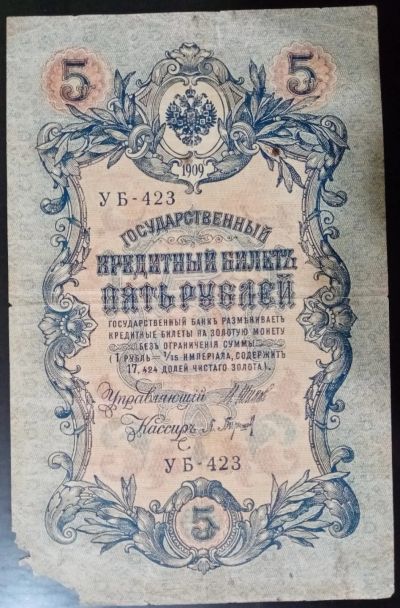 5 5
1909
УБ-423
ГОСУДАРСТВЕННЫЙ
КРЕДИТНЫЙ БИЛЕТЪ
ПЯТЬ РУБЛЕЙ
ГОСУДАРСТВЕННЫЙ БАНКЪ РАЗМѢНИВАЕТЪ
КРЕДИТНЫЕ БИЛЕТЫ НА ЗОЛОТУЮ МОНЕТУ
БЕЗЪ ОГРАНИЧЕНІЯ СУММЫ
(1 РУБЛЬ = 1/15 ИМПЕРІАЛА, СОДЕРЖИТЪ
17,424 ДОЛЕЙ ЧИСТАГО ЗОЛОТА).
Управляющій
Кассиръ
УБ-423
5